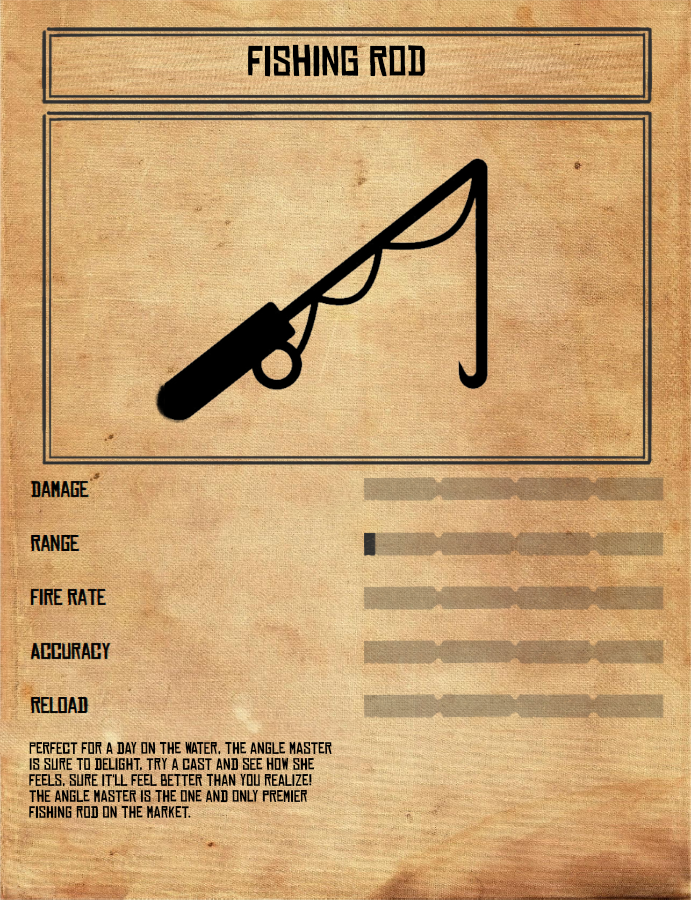 FISHING ROD
DAMAGE
RANGE
FIRE RATE
ACCURACY
RELOAD
PERFECT FOR A DAY ON THE WATER, THE ANGLE MASTER
IS SURE TO DELIGHT, TRY A CAST AND SEE HOW SHE
FEELS, SURE IT'LL FEEL BETTER THAN YOU REALIZE!
THE ANGLE MASTER IS THE ONE AND ONLY PREMIER
FISHING ROD ON THE MARKET.